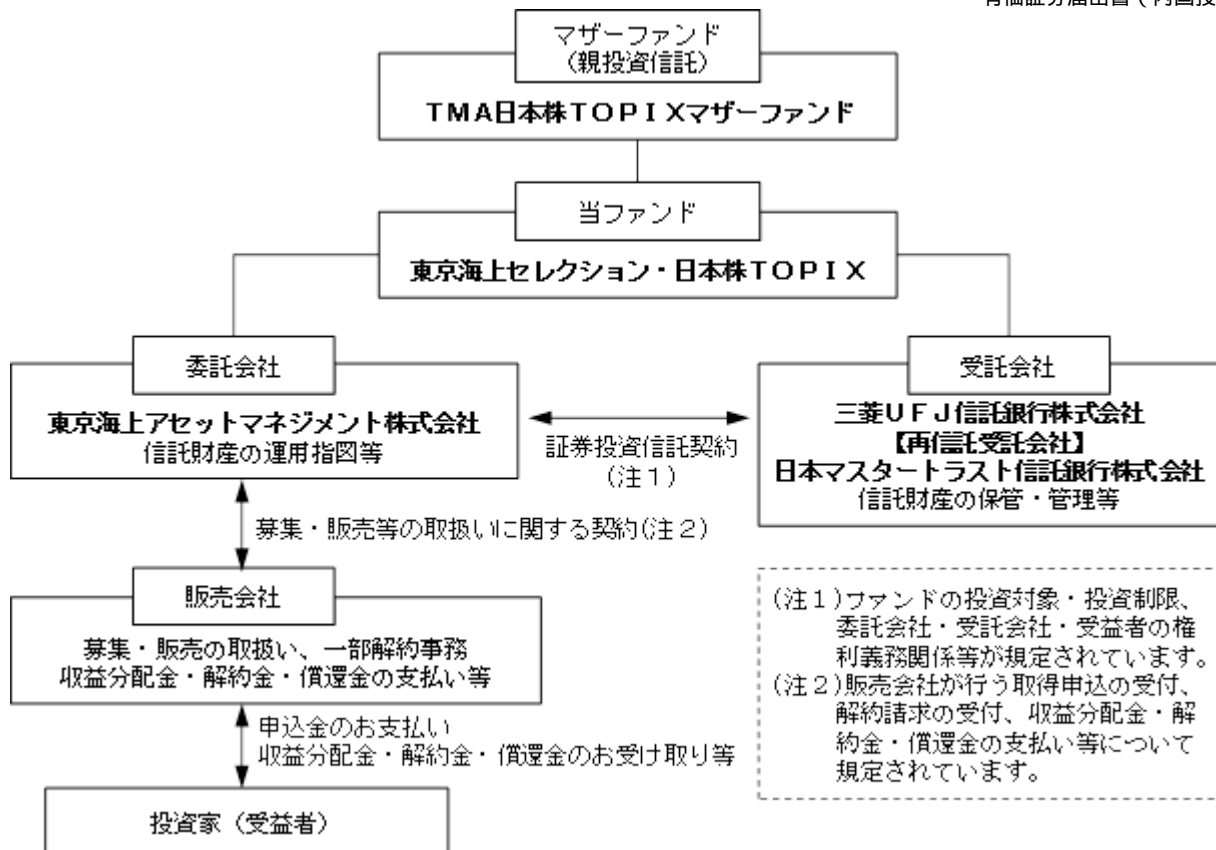 マザーファンド
(親投資信託)
TMA日本株TOPIXマザーファンド
当ファンド
東京海上セレクション・日本株TOPIX
委託会社
東京海上アセットマネジメント株式会社
信託財産の運用指図等
証券投資信託契約
(注1)
受託会社
三菱UFJ信託銀行株式会社
【再信託受託会社】
日本マスタートラスト信託銀行株式会社
信託財産の保管・管理等
募集・販売等の取扱いに関する契約(注2)
販売会社
募集・販売の取扱い、一部解約事務
収益分配金・解約金・償還金の支払い等
申込金のお支払い
収益分配金・解約金・償還金のお受け取り等
投資家(受益者)
(注1)ファンドの投資対象・投資制限、
委託会社・受託会社・受益者の権
利義務関係等が規定されています。
(注2)販売会社が行う取得申込の受付、
解約請求の受付、収益分配金・解
約金・償還金の支払い等について
規定されています。